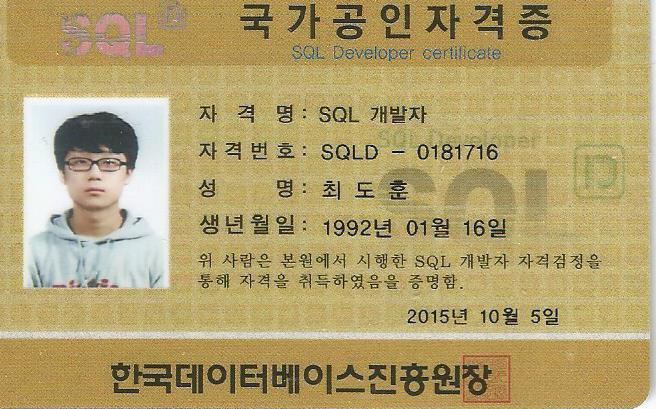 SQL D
국가공인자격증
SQL Developer certificate
자 격 명 : SQL 개발자
자격번호 : SQLD - 0181716
성 명 : 최도훈
생년월일 : 1992년 01월 16일
SQL Developer
SQL D
위 사람은 본원에서 시행한 SQL 개발자 자격검정을
통해 자격을 취득하였음을 증명함.
2015년 10월 5일
한국데이터베이스진흥원장